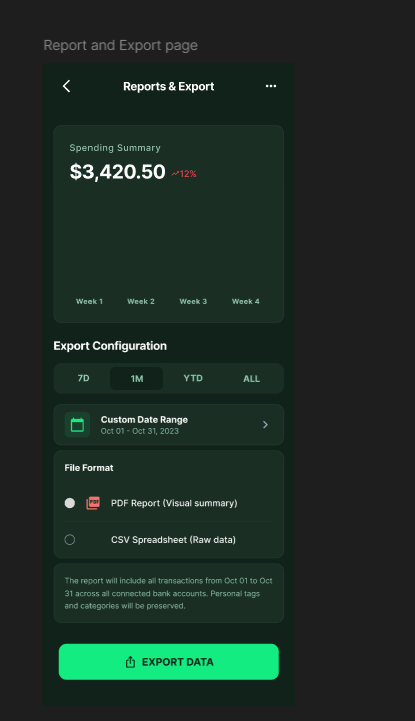 Report and Export page
Reports & Export
Spending Summary
$3,420.50 12%
Week 1 Week 2 Week 3 Week 4
Export Configuration
7D 1M YTD ALL
Custom Date Range
Oct 01 - Oct 31, 2023
File Format
PDF PDF Report (Visual summary)
CSV Spreadsheet (Raw data)
The report will include all transactions from Oct 01 to Oct
31 across all connected bank accounts. Personal tags
and categories will be preserved.
EXPORT DATA